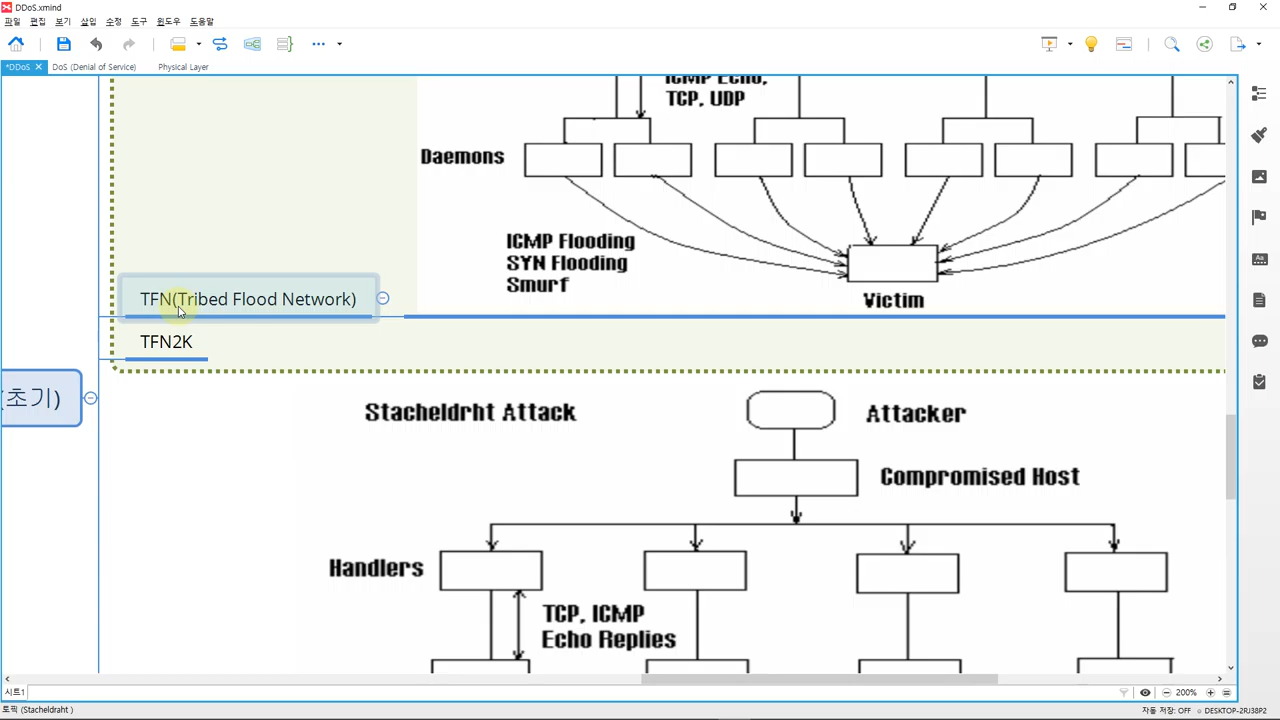 DDoS.xmind
파일 편집 보기 삽입 수정 도구 윈도우 도움말
*DDoS DoS (Denial of Service) Physical Layer
ICMP Echo,
TCP, UDP
Daemons
ICMP Flooding
SYN Flooding
Smurf
Victim
TFN(Tribed Flood Network)
TFN2K
(초기)
Stacheldrht Attack
Attacker
Compromised Host
Handlers
TCP, ICMP
Echo Replies
시트1
200%
토픽 (Stacheldraht )
자동 저장: OFF
DESKTOP-2RJ38P2